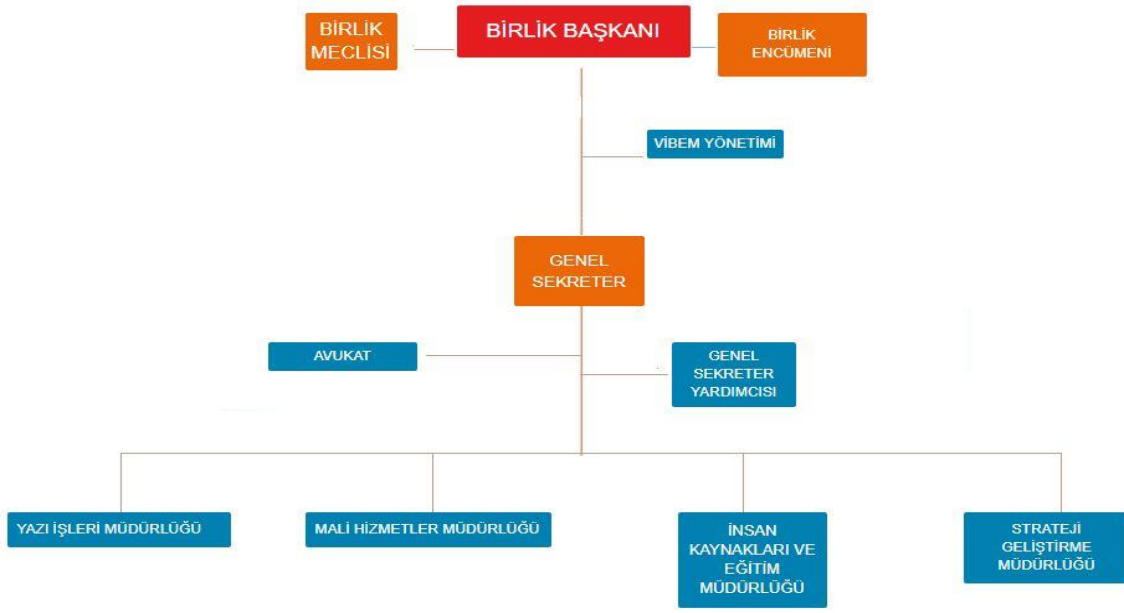 BİRLİK
MECLİSİ
BİRLİK BAŞKANI
BİRLİK
ENCÜMENİ
VİBEM YÖNETİMİ
GENEL
SEKRETER
AVUKAT
GENEL
SEKRETER
YARDIMCISI
YAZI İŞLERİ MÜDÜRLÜĞÜ
MALİ HİZMETLER MÜDÜRLÜĞÜ
İNSAN
KAYNAKLARI VE
EĞİTİM
MÜDÜRLÜĞÜ
STRATEJİ
GELİŞTİRME
MÜDÜRLÜĞÜ